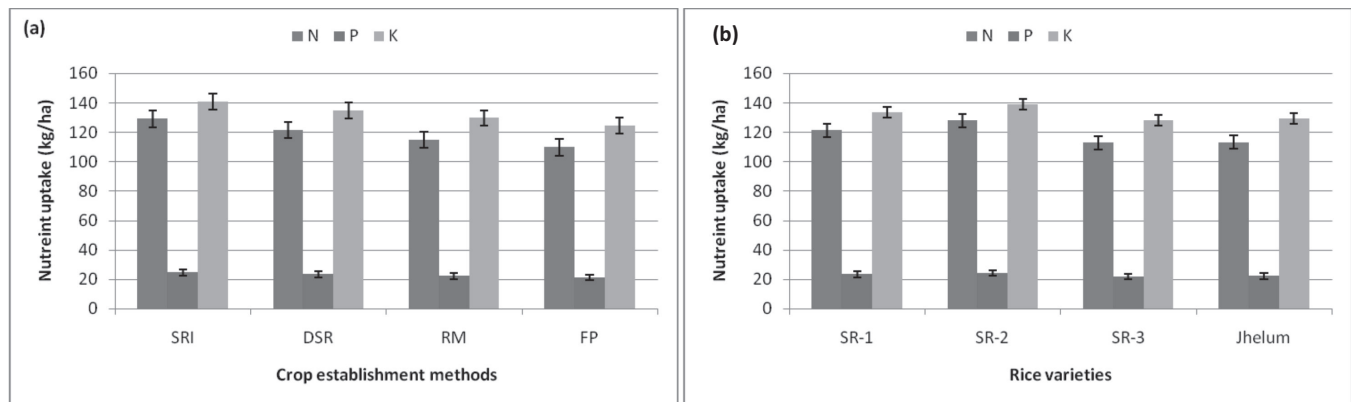 (a)
N P K
Nutreint uptake (kg/ha)
160
140
120
100
80
60
40
20
0
SRI DSR RM FP
Crop establishment methods
(b)
N P K
Nutreint uptake (kg/ha)
160
140
120
100
80
60
40
20
0
SR-1 SR-2 SR-3 Jhelum
Rice varieties